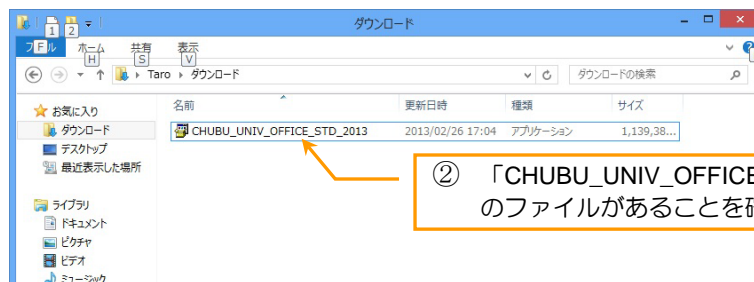 ダウンロード
1 2
ファイル ホーム 共有 表示
F H S V
Taro ダウンロード ダウンロードの検索
名前 更新日時 種類 サイズ
お気に入り
ダウンロード
デスクトップ
最近表示した場所
CHUBU_UNIV_OFFICE_STD_2013 2013/02/26 17:04 アプリケーション 1,139,38...
② 「CHUBU_UNIV_OFFICE
のファイルがあることを確
ライブラリ
ドキュメント
ピクチャ
ビデオ
ミュージック